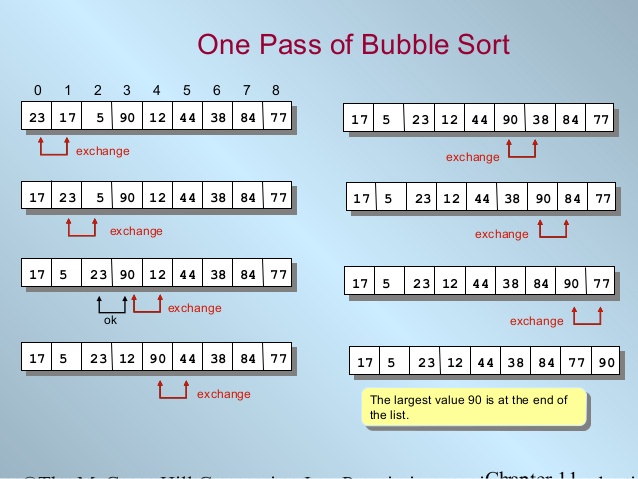 One Pass of Bubble Sort
0 1 2 3 4 5 6 7 8
23 17 5 90 12 44 38 84 77
exchange
17 23 5 90 12 44 38 84 77
exchange
17 5 23 90 12 44 38 84 77
exchange
ok
17 5 23 12 90 44 38 84 77
exchange
17 5 23 12 44 90 38 84 77
exchange
17 5 23 12 44 38 90 84 77
exchange
17 5 23 12 44 38 84 90 77
exchange
17 5 23 12 44 38 84 77 90
The largest value 90 is at the end of
the list.
Chapter 11